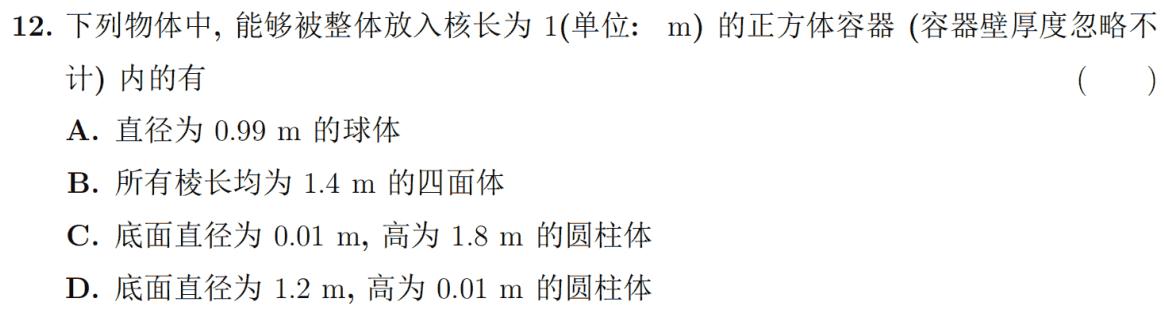 12. 下列物体中, 能够被整体放入核长为 1(单位: m) 的正方体容器 (容器壁厚度忽略不
计) 内的有 ( )
A. 直径为 0.99 m 的球体
B. 所有棱长均为 1.4 m 的四面体
C. 底面直径为 0.01 m, 高为 1.8 m 的圆柱体
D. 底面直径为 1.2 m, 高为 0.01 m 的圆柱体